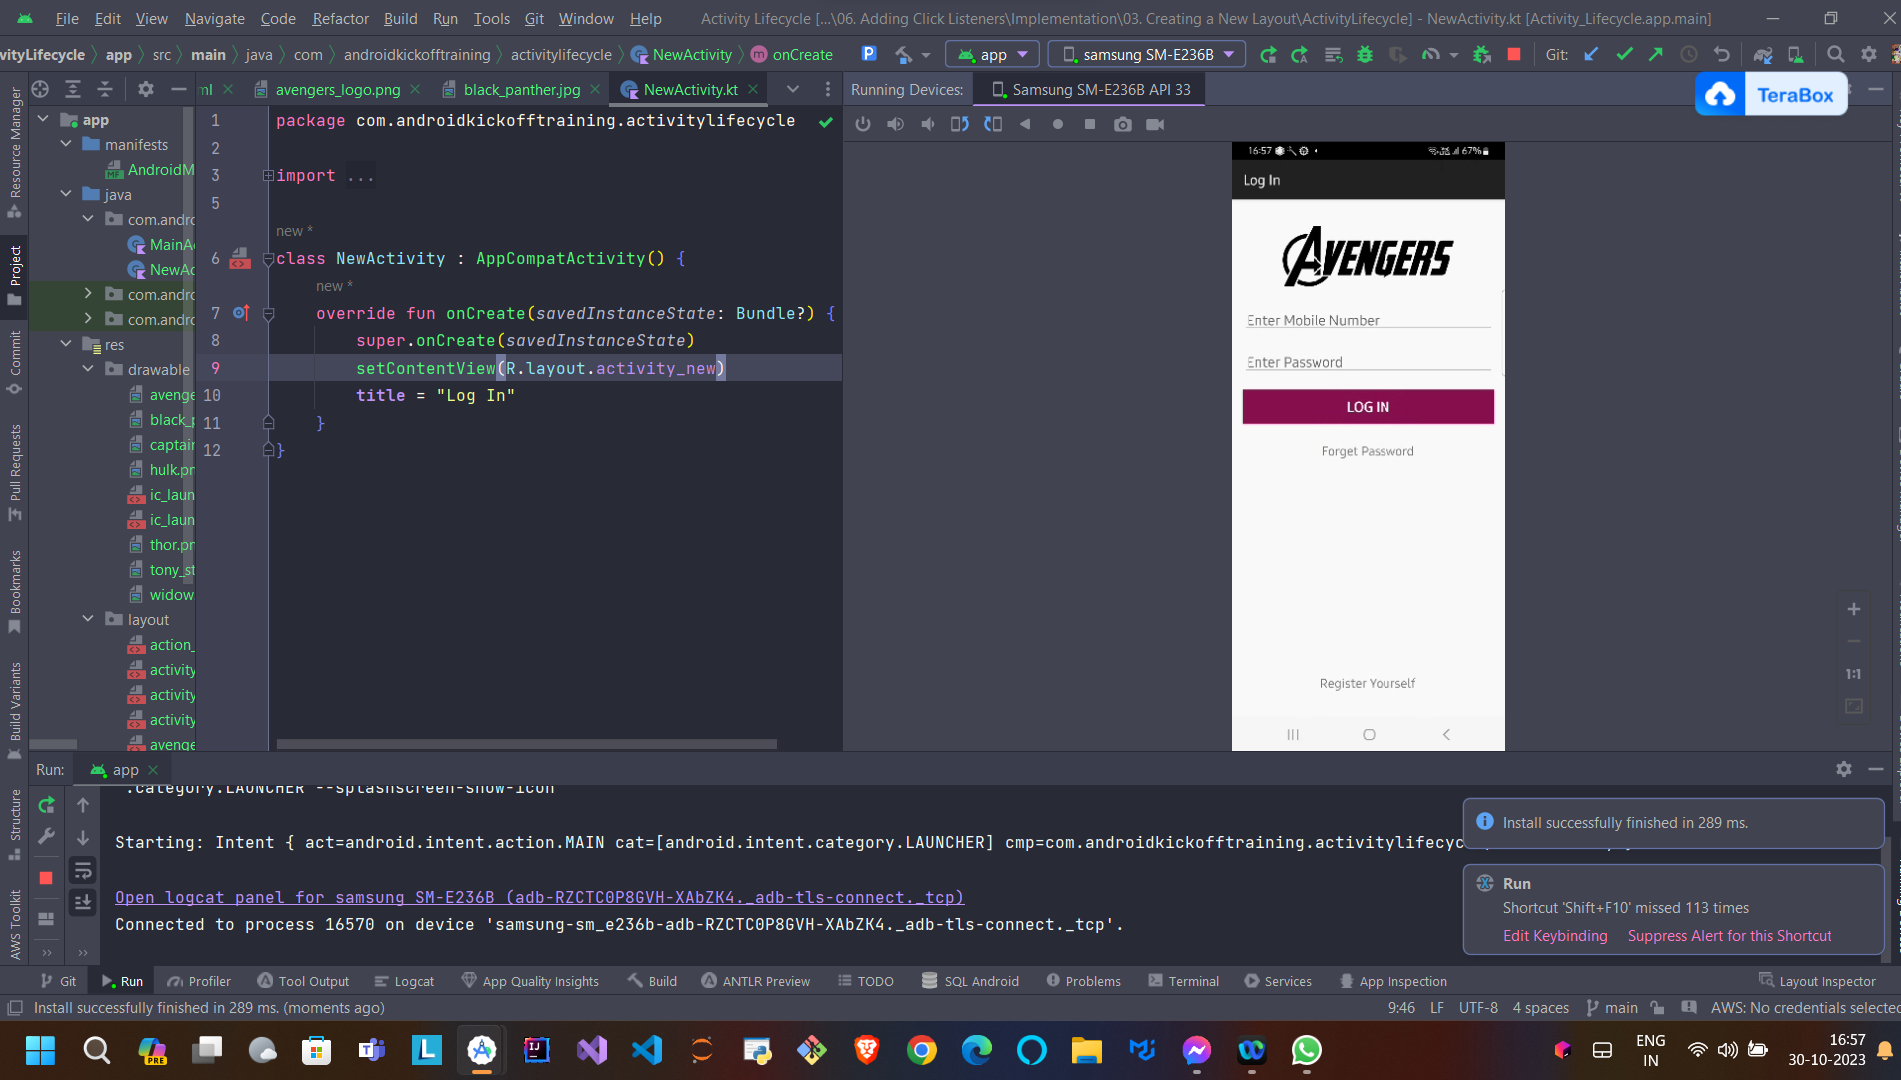 File Edit View Navigate Code Refactor Build Run Tools Git Window Help
Activity Lifecycle [...\06. Adding Click Listeners\Implementation\03. Creating a New Layout\ActivityLifecycle] - NewActivity.kt [Activity_Lifecycle.app.main]
vityLifecycle app src main java com androidkickofftraining activitylifecycle NewActivity onCreate
app
samsung SM-E236B
Git:
ml avengers_logo.png black_panther.jpg NewActivity.kt
Running Devices: Samsung SM-E236B API 33
TeraBox
Resource Manager
Project
Commit
Pull Requests
Bookmarks
Build Variants
Structure
AWS Toolkit
app
manifests
AndroidM
java
com.andro
MainA
NewAc
com.andro
com.andro
res
drawable
avenge
black_p
captain
hulk.pr
ic_laun
ic_laun
thor.pr
tony_st
widow
layout
action_
activity
activity
activity
avenge
1 package com.androidkickofftraining.activitylifecycle
2
3 import ...
5
new *
6 class NewActivity : AppCompatActivity() {
new *
7 override fun onCreate(savedInstanceState: Bundle?) {
8 super.onCreate(savedInstanceState)
9 setContentView(R.layout.activity_new)
10 title = "Log In"
11 }
12 }
16:57 67%
Log In
AVENGERS
Enter Mobile Number
Enter Password
LOG IN
Forget Password
Register Yourself
1:1
Run: app
.category.LAUNCHER --splashscreen-show-icon
Starting: Intent { act=android.intent.action.MAIN cat=[android.intent.category.LAUNCHER] cmp=com.androidkickofftraining.activitylifecyc
Open logcat panel for samsung SM-E236B (adb-RZCTC0P8GVH-XAbZK4._adb-tls-connect._tcp)
Connected to process 16570 on device 'samsung-sm_e236b-adb-RZCTC0P8GVH-XAbZK4._adb-tls-connect._tcp'.
Install successfully finished in 289 ms.
Run
Shortcut 'Shift+F10' missed 113 times
Edit Keybinding Suppress Alert for this Shortcut
Git Run Profiler Tool Output Logcat App Quality Insights Build ANTLR Preview TODO SQL Android Problems Terminal Services App Inspection Layout Inspector
Install successfully finished in 289 ms. (moments ago)
9:46 LF UTF-8 4 spaces main AWS: No credentials selected
PRE
ENG
IN
16:57
30-10-2023